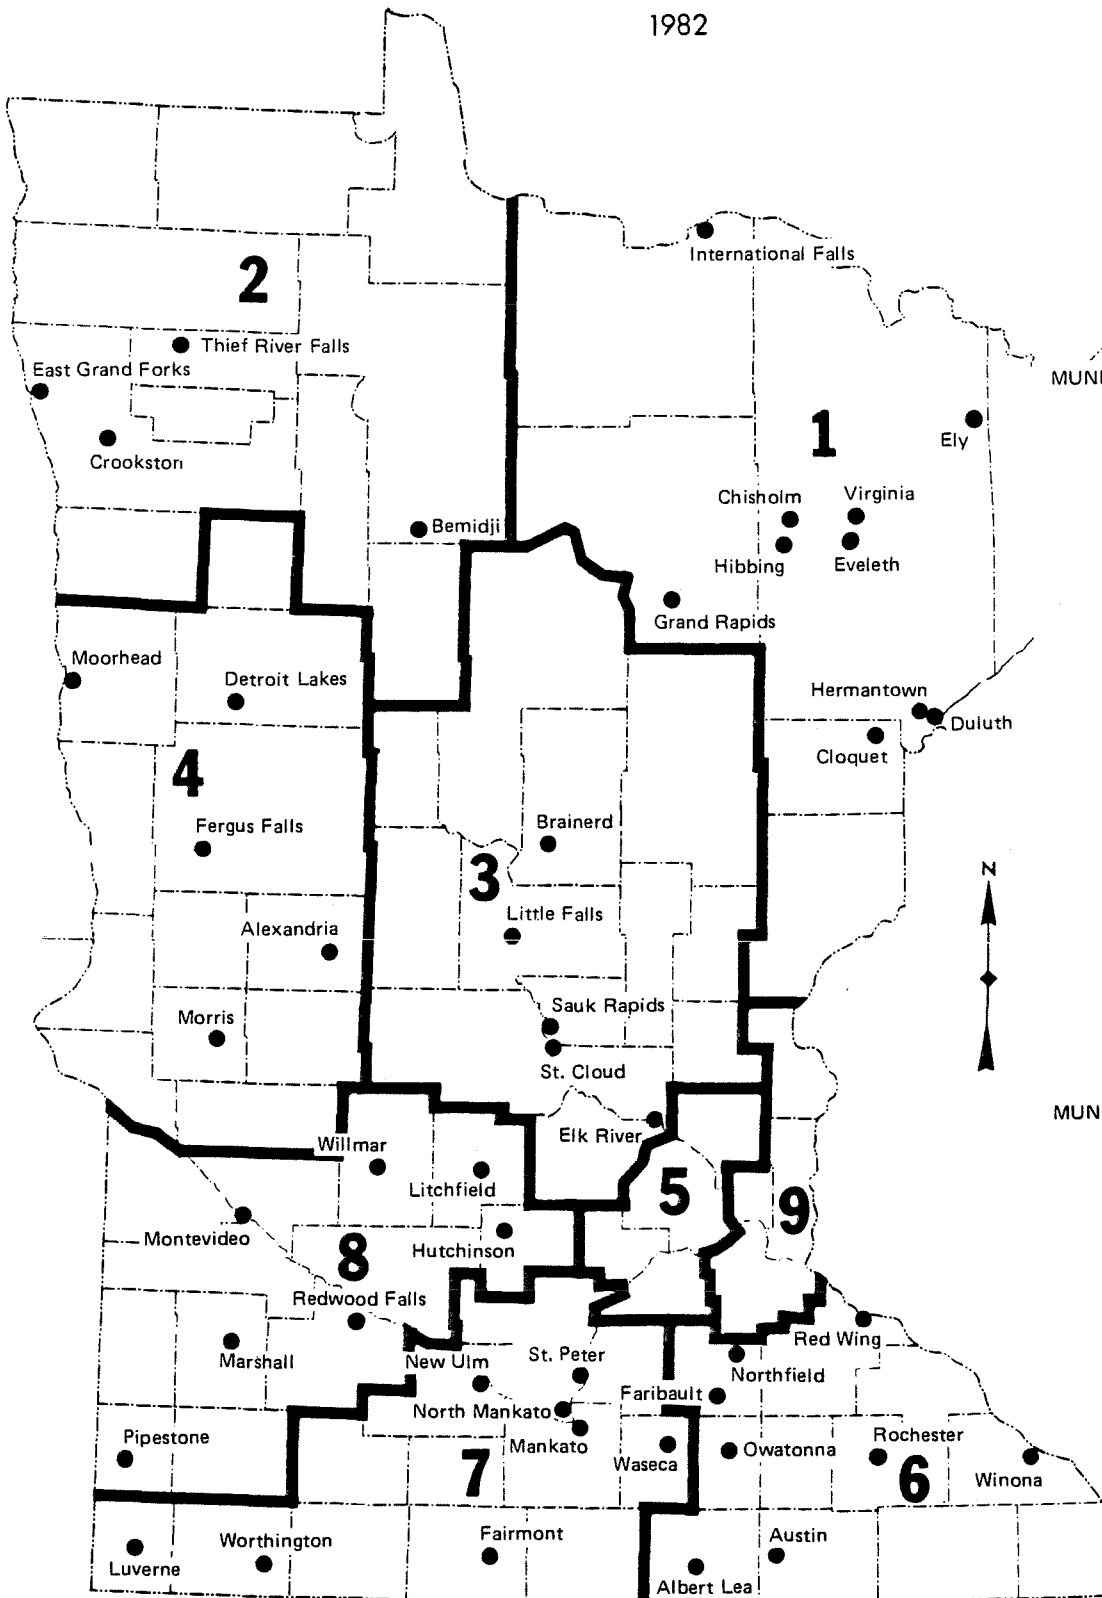 1982
International Falls
2
Thief River Falls
East Grand Forks
MUNI
1
Ely
Crookston
Chisholm
Virginia
Bemidji
Hibbing
Eveleth
Grand Rapids
Moorhead
Detroit Lakes
Hermantown
Duluth
Cloquet
4
Fergus Falls
Brainerd
3
N
Little Falls
Alexandria
Sauk Rapids
Morris
St. Cloud
MUN
Elk River
Willmar
Litchfield
5
9
Montevideo
Hutchinson
8
Redwood Falls
Red Wing
Marshall
New Ulm
St. Peter
Northfield
Faribault
North Mankato
Pipestone
Mankato
Owatonna
Rochester
Waseca
7
6
Winona
Worthington
Fairmont
Austin
Luverne
Albert Lea